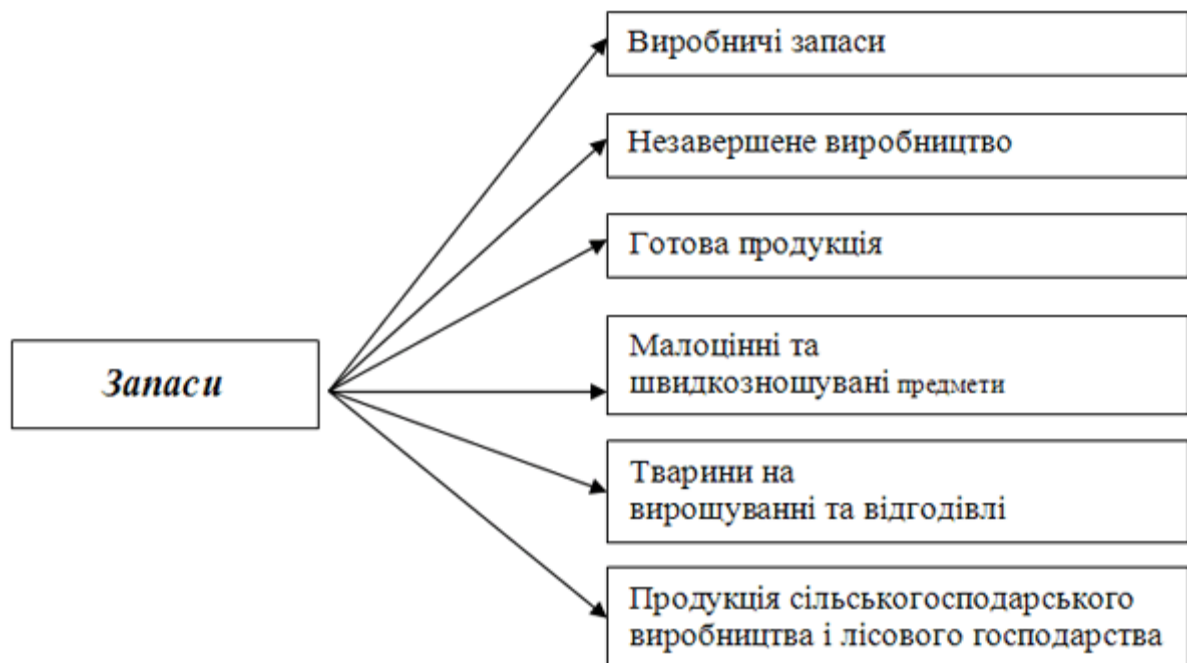 Виробничі запаси
Незавершене виробництво
Готова продукція
Запаси
Малоцінні та
швидкозношувані предмети
Тварини на
вирощуванні та відгодівлі
Продукція сільськогосподарського
виробництва і лісового господарства